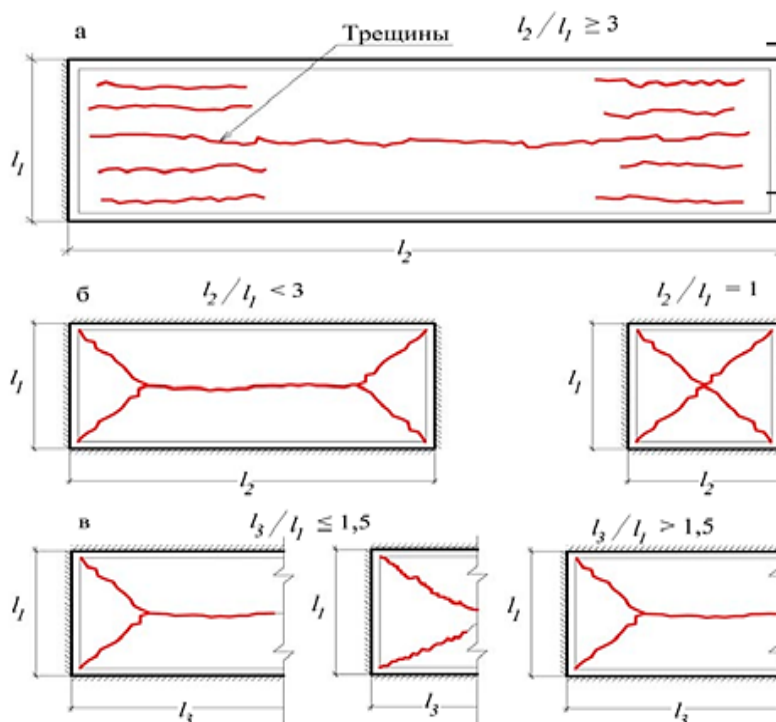 а
Трещины
l2/l1 ≥ 3
l1
l2
б
l2/l1 < 3
l2/l1 = 1
l1
l1
l2
l2
в
l3/l1 ≤ 1,5
l3/l1 > 1,5
l1
l1
l1
l3
l3
l3